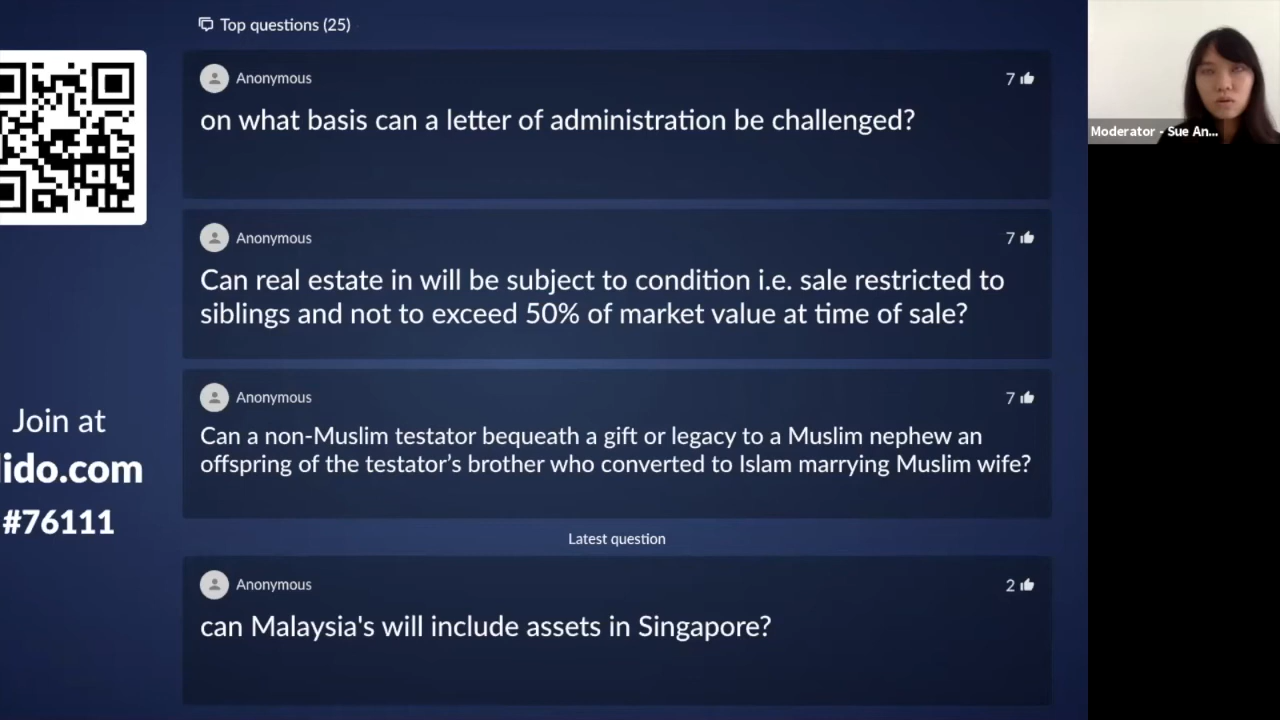 Top questions (25)
Anonymous
7
on what basis can a letter of administration be challenged?
Anonymous
7
Can real estate in will be subject to condition i.e. sale restricted to
siblings and not to exceed 50% of market value at time of sale?
Anonymous
7
Can a non-Muslim testator bequeath a gift or legacy to a Muslim nephew an
offspring of the testator’s brother who converted to Islam marrying Muslim wife?
Latest question
Anonymous
2
can Malaysia's will include assets in Singapore?
Join at
lido.com
#76111
Moderator - Sue An...